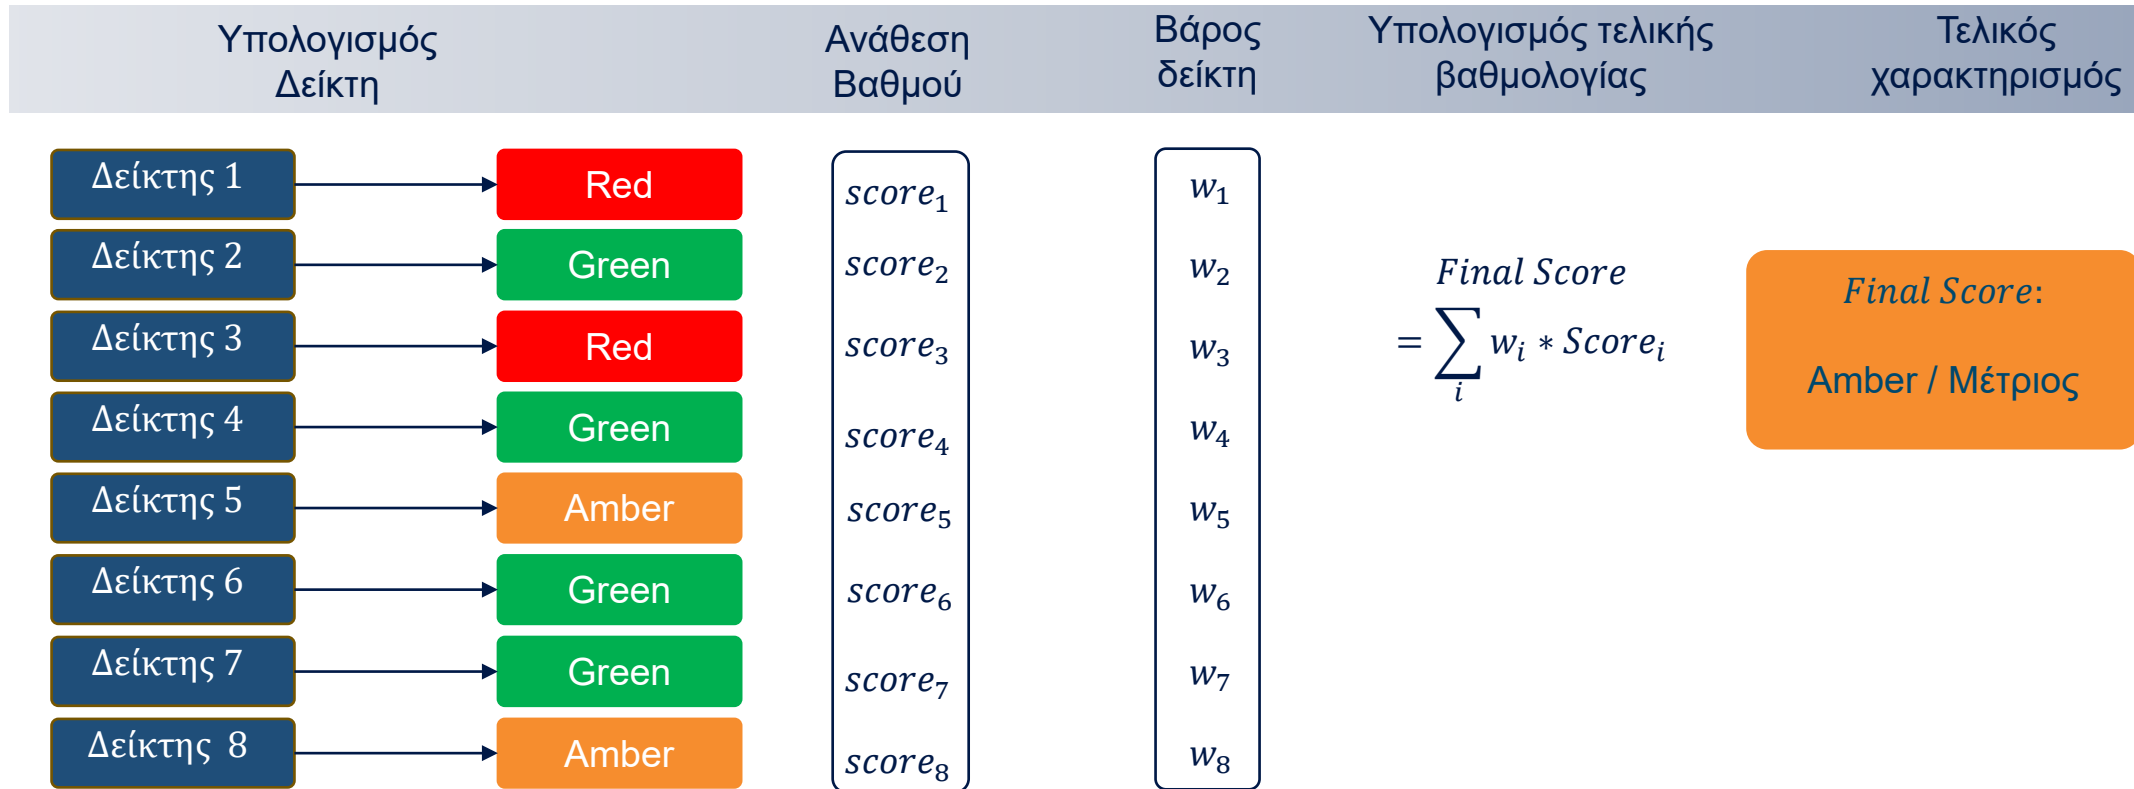 Υπολογισμός
Δείκτη
Ανάθεση
Βαθμού
Βάρος
δείκτη
Υπολογισμός τελικής
βαθμολογίας
Τελικός
χαρακτηρισμός
Δείκτης 1
Red
score₁
w₁
Δείκτης 2
Green
score₂
w₂
Δείκτης 3
Red
score₃
w₃
Δείκτης 4
Green
score₄
w₄
Δείκτης 5
Amber
score₅
w₅
Δείκτης 6
Green
score₆
w₆
Δείκτης 7
Green
score₇
w₇
Δείκτης 8
Amber
score₈
w₈
Final Score
= ∑ᵢ wᵢ * Scoreᵢ
Final Score:
Amber / Μέτριος